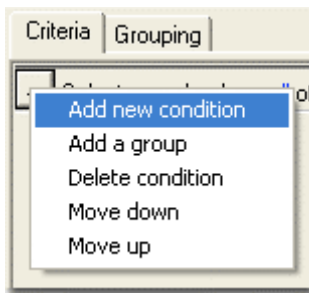 Criteria Grouping
Add new condition
Add a group
Delete condition
Move down
Move up